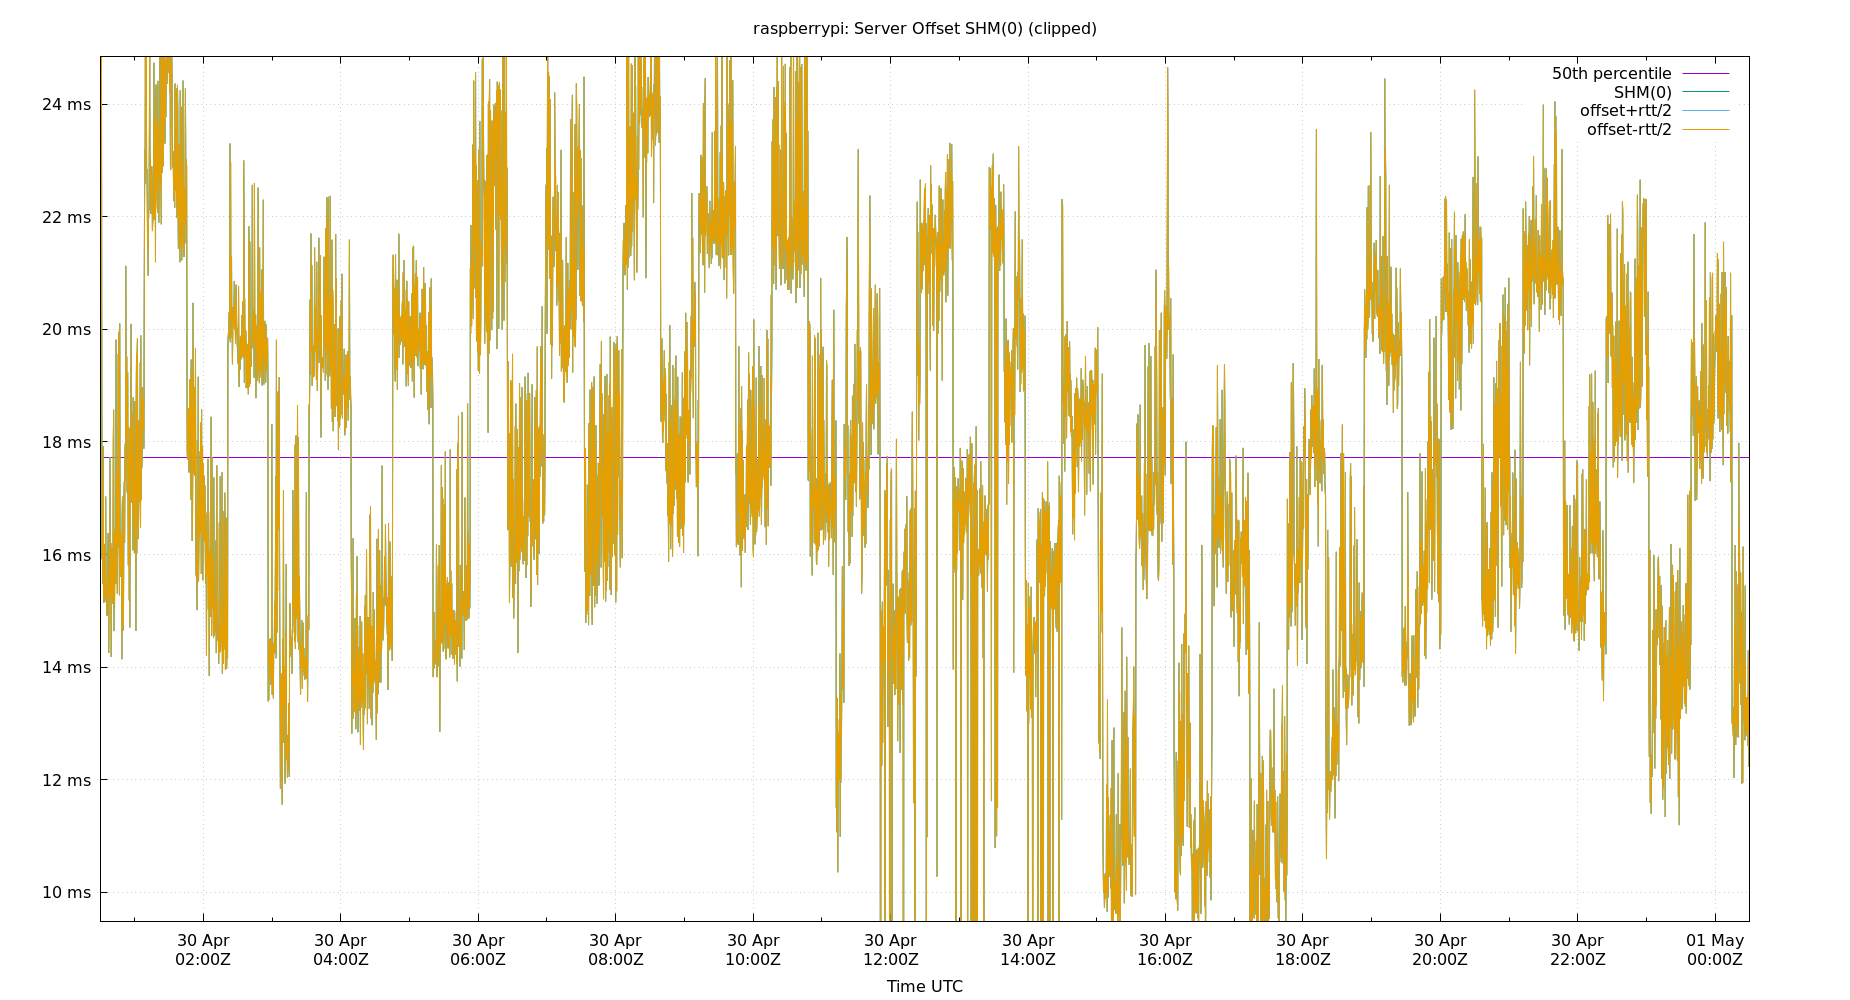 raspberrypi: Server Offset SHM(0) (clipped)
50th percentile
SHM(0)
offset+rtt/2
offset-rtt/2
24 ms
22 ms
20 ms
18 ms
16 ms
14 ms
12 ms
10 ms
30 Apr 30 Apr 30 Apr 30 Apr 30 Apr 30 Apr 30 Apr 30 Apr 30 Apr 30 Apr 30 Apr 01 May
02:00Z 04:00Z 06:00Z 08:00Z 10:00Z 12:00Z 14:00Z 16:00Z 18:00Z 20:00Z 22:00Z 00:00Z
Time UTC